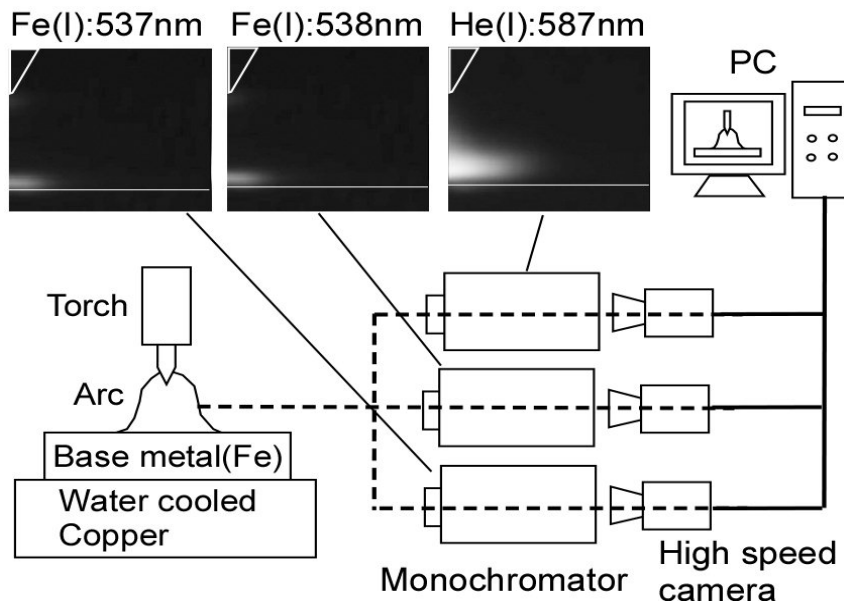 Fe(I):537nm
Fe(I):538nm
He(I):587nm
PC
Torch
Arc
Base metal(Fe)
Water cooled
Copper
Monochromator
High speed
camera